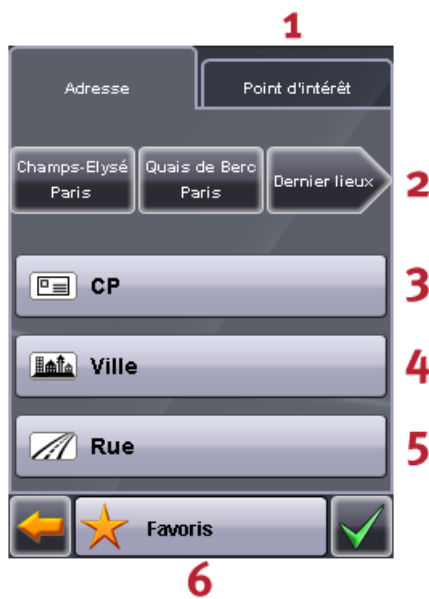 1
Adresse
Point d'intérêt
Champs-Elysé
Paris
Quais de Berc
Paris
Dernier lieux
2
CP
3
Ville
4
Rue
5
Favoris
6